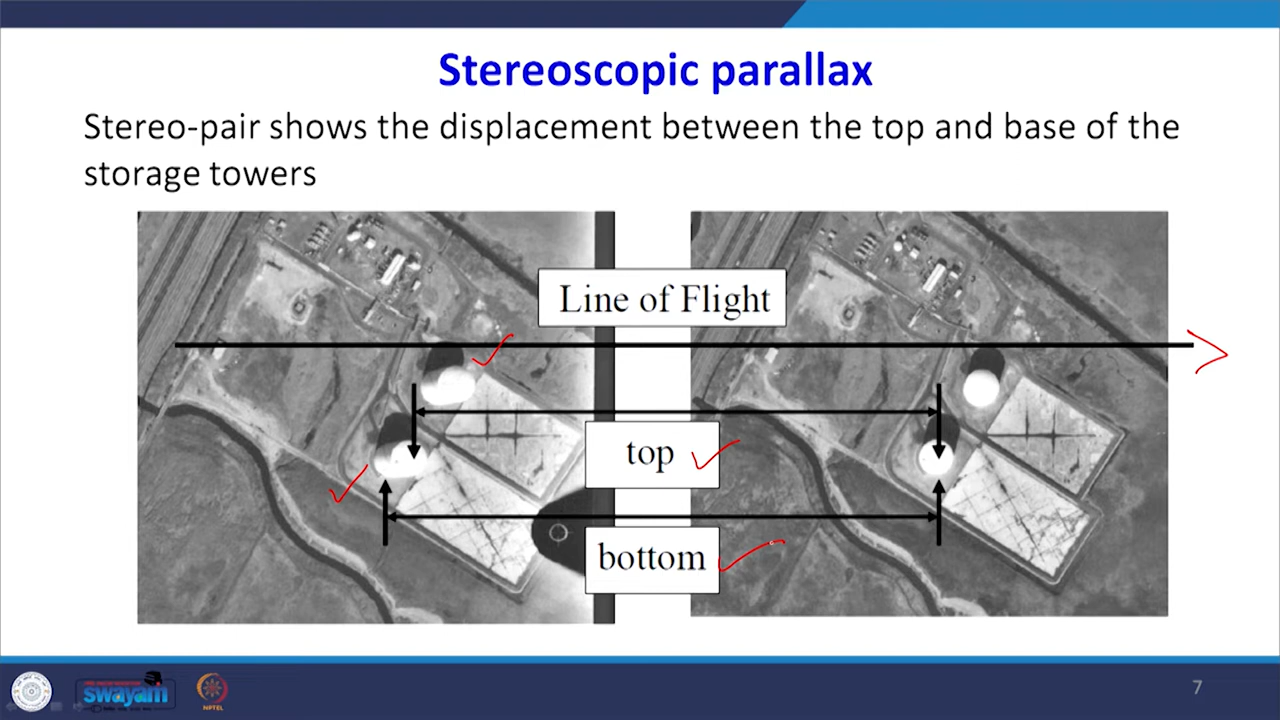 Stereoscopic parallax
Stereo-pair shows the displacement between the top and base of the
storage towers
Line of Flight
top
bottom
swayam
NPTEL
7